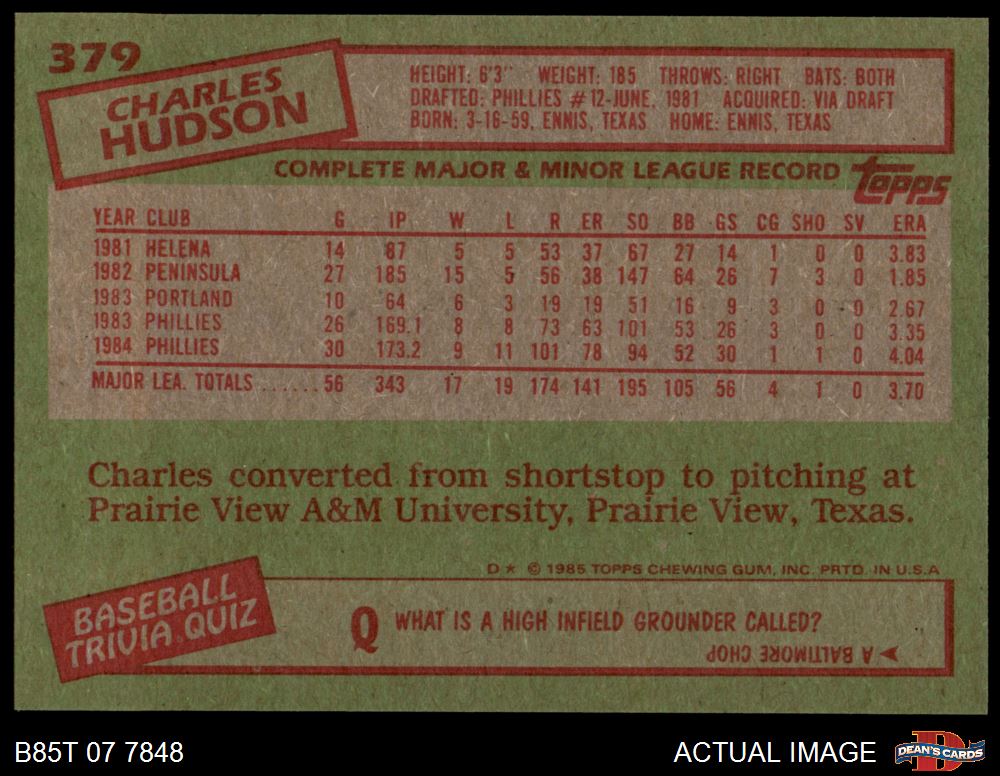 379
CHARLES
HUDSON
HEIGHT: 6'3" WEIGHT: 185 THROWS: RIGHT BATS: BOTH
DRAFTED: PHILLIES #12-JUNE, 1981 ACQUIRED: VIA DRAFT
BORN: 3-16-59, ENNIS, TEXAS HOME: ENNIS, TEXAS
COMPLETE MAJOR & MINOR LEAGUE RECORD
Topps
YEAR CLUB G IP W L R ER SO BB GS CG SHO SV ERA
1981 HELENA 14 87 5 5 53 37 67 27 14 1 0 0 3.83
1982 PENINSULA 27 185 15 5 56 38 147 64 26 7 3 0 1.85
1983 PORTLAND 10 64 6 3 19 19 51 16 9 3 0 0 2.67
1983 PHILLIES 26 169.1 8 8 73 63 101 53 26 3 0 0 3.35
1984 PHILLIES 30 173.2 9 11 101 78 94 52 30 1 1 0 4.04
MAJOR LEA. TOTALS ...... 56 343 17 19 174 141 195 105 56 4 1 0 3.70
Charles converted from shortstop to pitching at
Prairie View A&M University, Prairie View, Texas.
D * © 1985 TOPPS CHEWING GUM, INC. PRTD. IN U.S.A
BASEBALL
TRIVIA QUIZ
Q WHAT IS A HIGH INFIELD GROUNDER CALLED?
A BALTIMORE CHOP
B85T 07 7848
ACTUAL IMAGE
DEAN'S CARDS